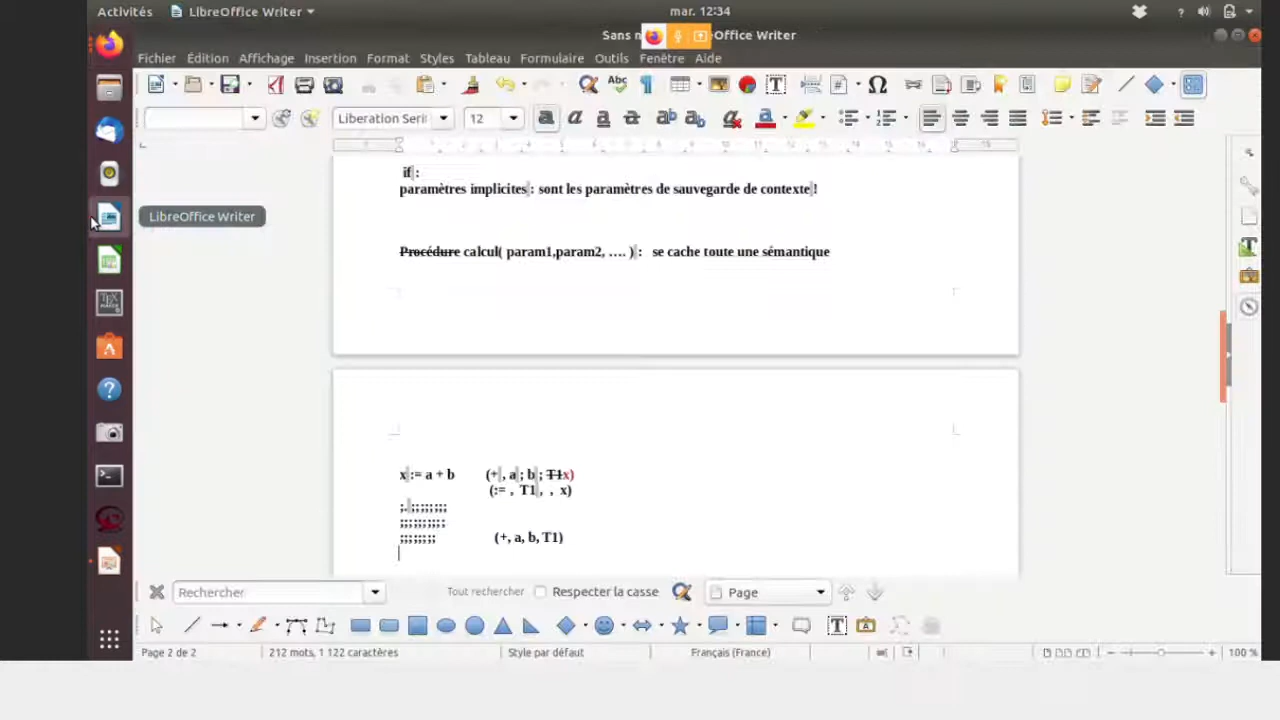 Activités LibreOffice Writer mar. 12:34 ?
Sans n Office Writer
Fichier Édition Affichage Insertion Format Styles Tableau Formulaire Outils Fenêtre Aide
Liberation Seri 12
LibreOffice Writer
if :
paramètres implicites : sont les paramètres de sauvegarde de contexte !
Procédure calcul( param1,param2, …. ) : se cache toute une sémantique
x := a + b (+ , a ; b ; T1x)
(:= , T1 , , x)
;.;;;;;;;
;;;;;;;;;;
;;;;;;;; (+, a, b, T1)
Rechercher Tout rechercher Respecter la casse Page
Page 2 de 2 212 mots, 1 122 caractères Style par défaut Français (France) 100 %